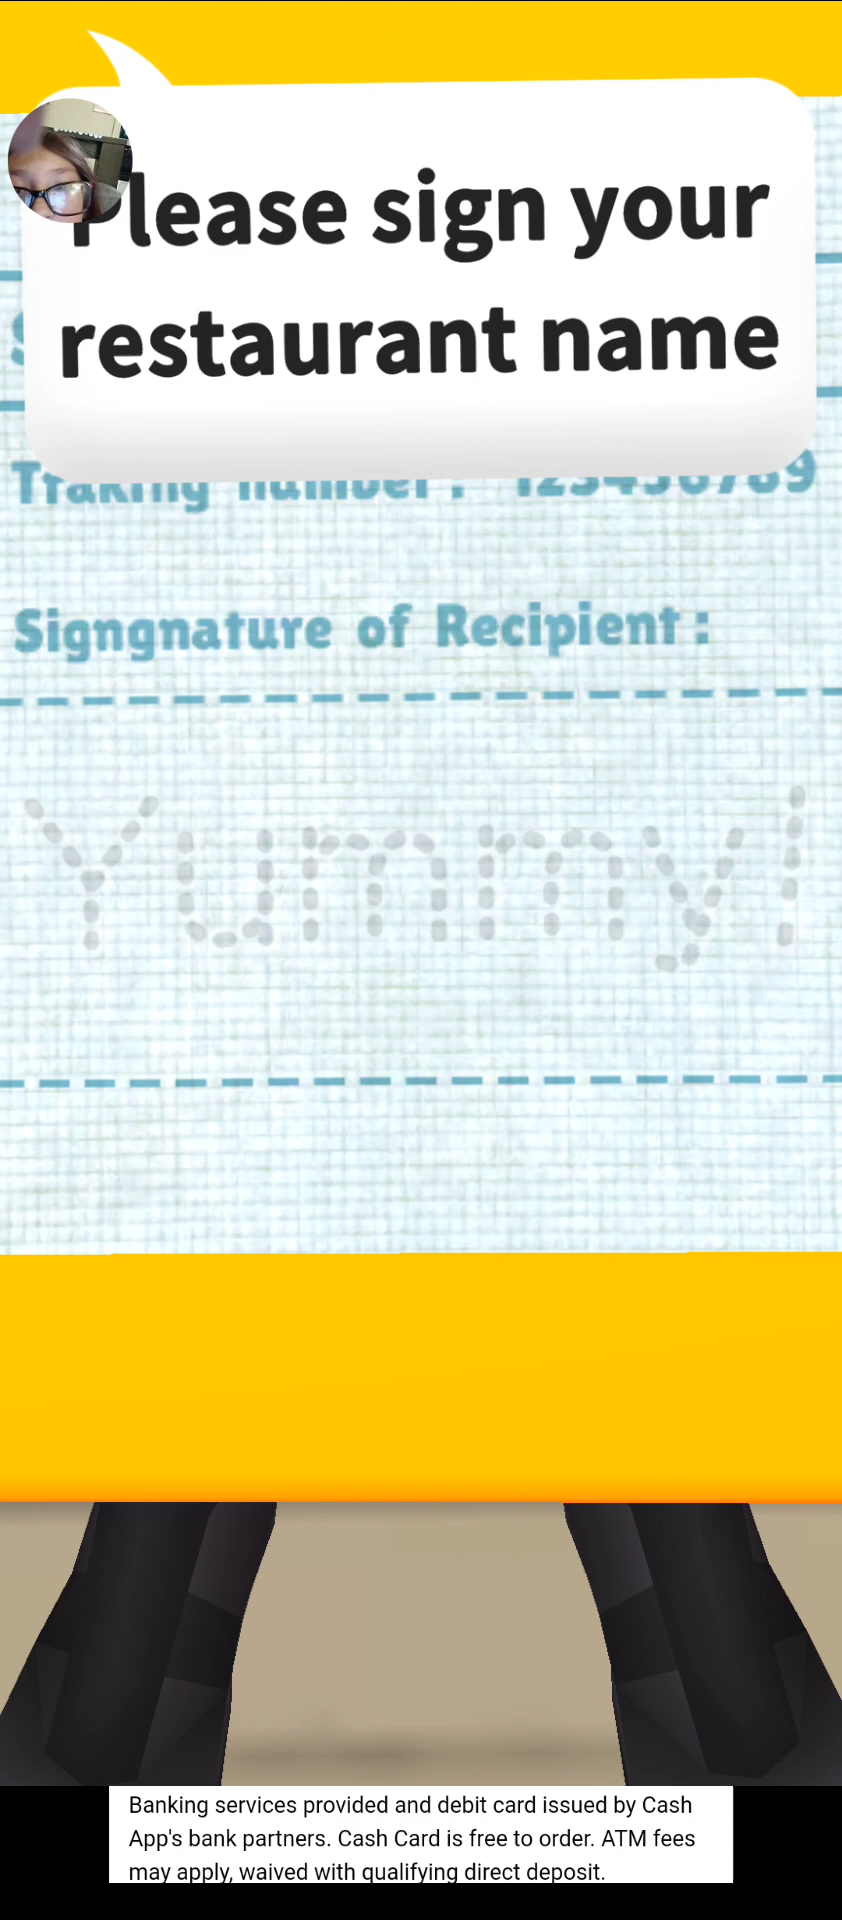 Please sign your
restaurant name
Traking number: 123456789
Signgnature of Recipient:
Yummy!
Banking services provided and debit card issued by Cash
App's bank partners. Cash Card is free to order. ATM fees
may apply, waived with qualifying direct deposit.